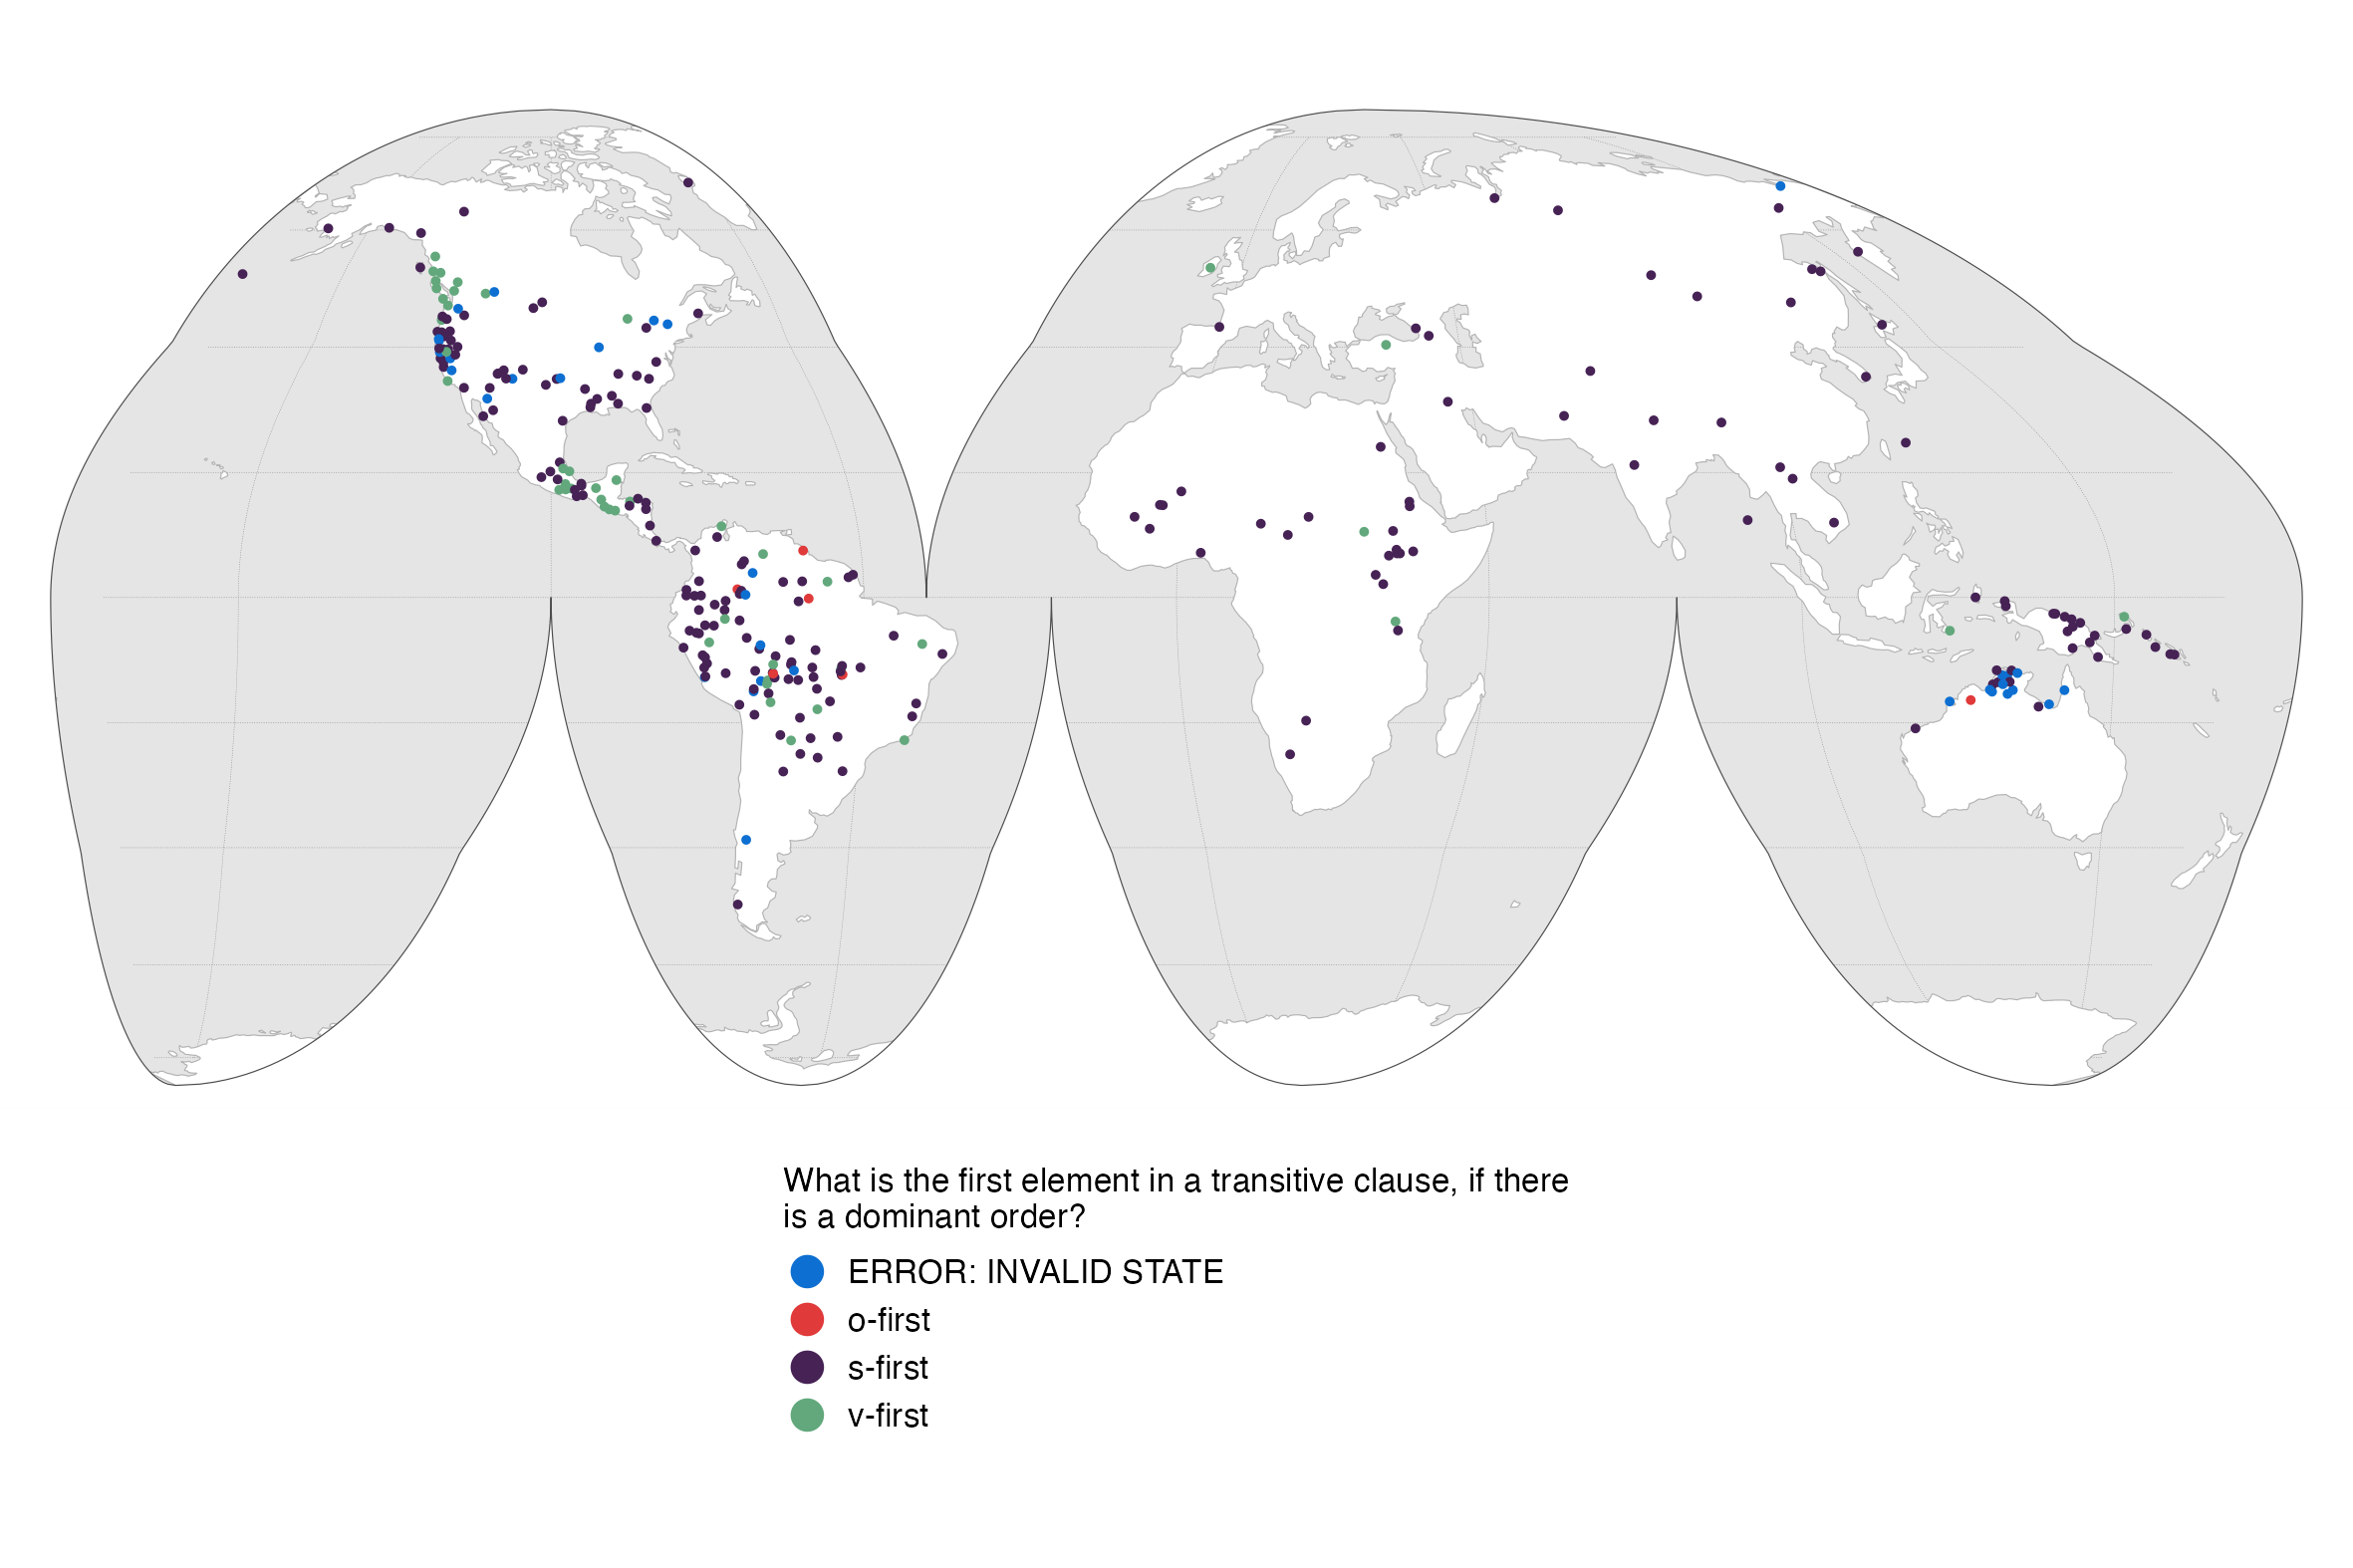 What is the first element in a transitive clause, if there
is a dominant order?
ERROR: INVALID STATE
o-first
s-first
v-first